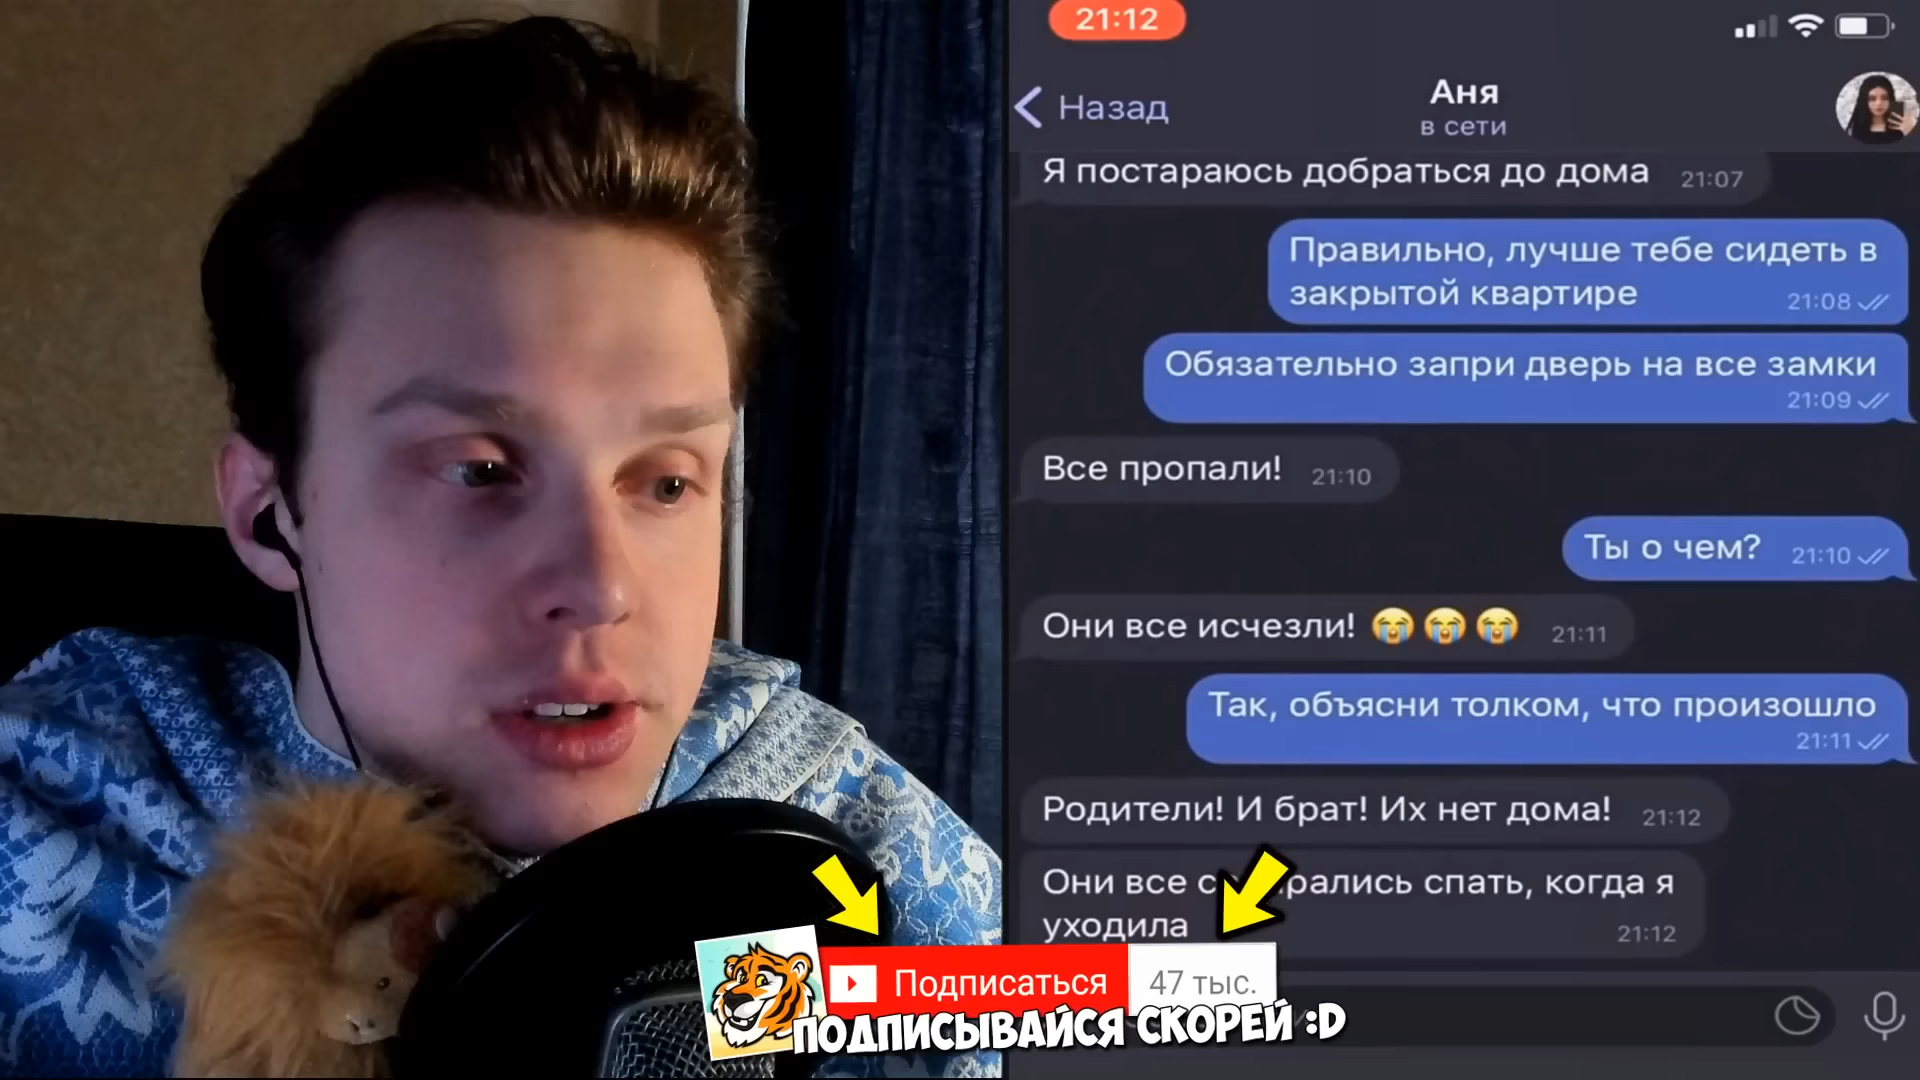 21:12
Назад
Аня
в сети
Я постараюсь добраться до дома 21:07
Правильно, лучше тебе сидеть в
закрытой квартире 21:08
Обязательно запри дверь на все замки
21:09
Все пропали! 21:10
Ты о чем? 21:10
Они все исчезли! 😭😭😭 21:11
Так, объясни толком, что произошло
21:11
Родители! И брат! Их нет дома! 21:12
Они все спать, когда я
уходила 21:12
Подписаться 47 тыс.
ПОДПИСЫВАЙСЯ СКОРЕЙ :D